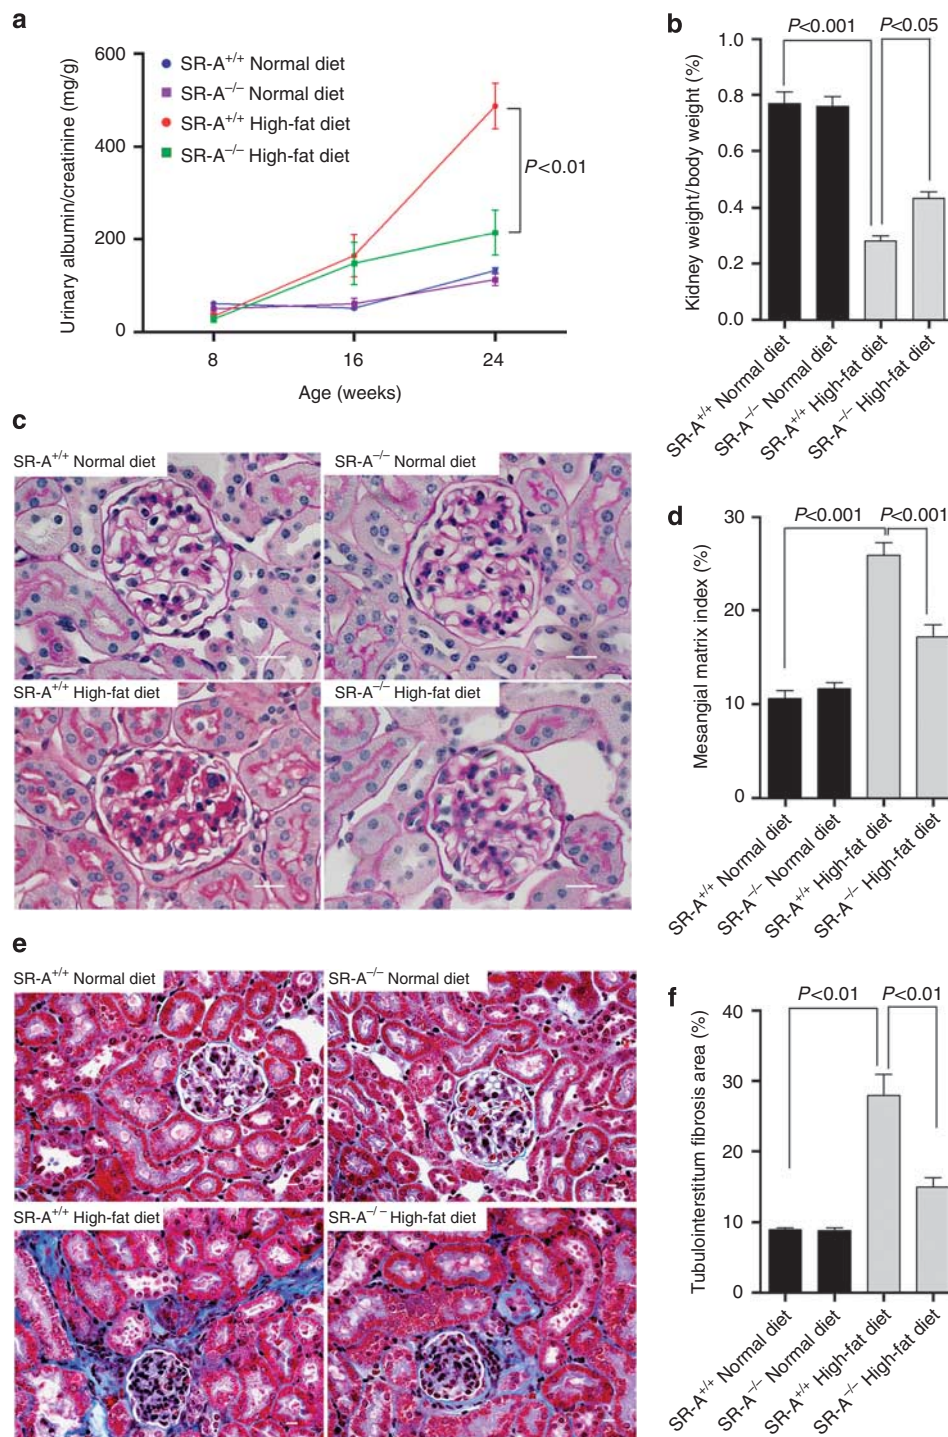 a
600
400
200
0
Urinary albumin/creatinine (mg/g)
SR-A+/+ Normal diet
SR-A−/− Normal diet
SR-A+/+ High-fat diet
SR-A−/− High-fat diet
P<0.01
8
16
24
Age (weeks)
b
P<0.001
P<0.05
1.0
0.8
0.6
0.4
0.2
0.0
Kidney weight/body weight (%)
SR-A+/+ Normal diet
SR-A−/− Normal diet
SR-A+/+ High-fat diet
SR-A−/− High-fat diet
c
SR-A+/+ Normal diet
SR-A−/− Normal diet
SR-A+/+ High-fat diet
SR-A−/− High-fat diet
d
P<0.001
P<0.001
30
20
10
0
Mesangial matrix index (%)
SR-A+/+ Normal diet
SR-A−/− Normal diet
SR-A+/+ High-fat diet
SR-A−/− High-fat diet
e
SR-A+/+ Normal diet
SR-A−/− Normal diet
SR-A+/+ High-fat diet
SR-A−/− High-fat diet
f
P<0.01
P<0.01
40
30
20
10
0
Tubulointerstitum fibrosis area (%)
SR-A+/+ Normal diet
SR-A−/− Normal diet
SR-A+/+ High-fat diet
SR-A−/− High-fat diet